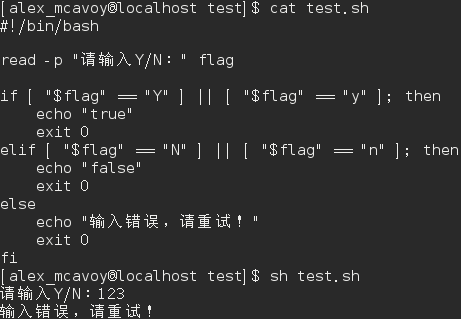 [alex_mcavoy@localhost test]$ cat test.sh
#!/bin/bash

read -p "请输入Y/N：" flag

if [ "$flag" == "Y" ] || [ "$flag" == "y" ]; then
    echo "true"
    exit 0
elif [ "$flag" == "N" ] || [ "$flag" == "n" ]; then
    echo "false"
    exit 0
else
    echo "输入错误，请重试！"
    exit 0
fi
[alex_mcavoy@localhost test]$ sh test.sh
请输入Y/N：123
输入错误，请重试！